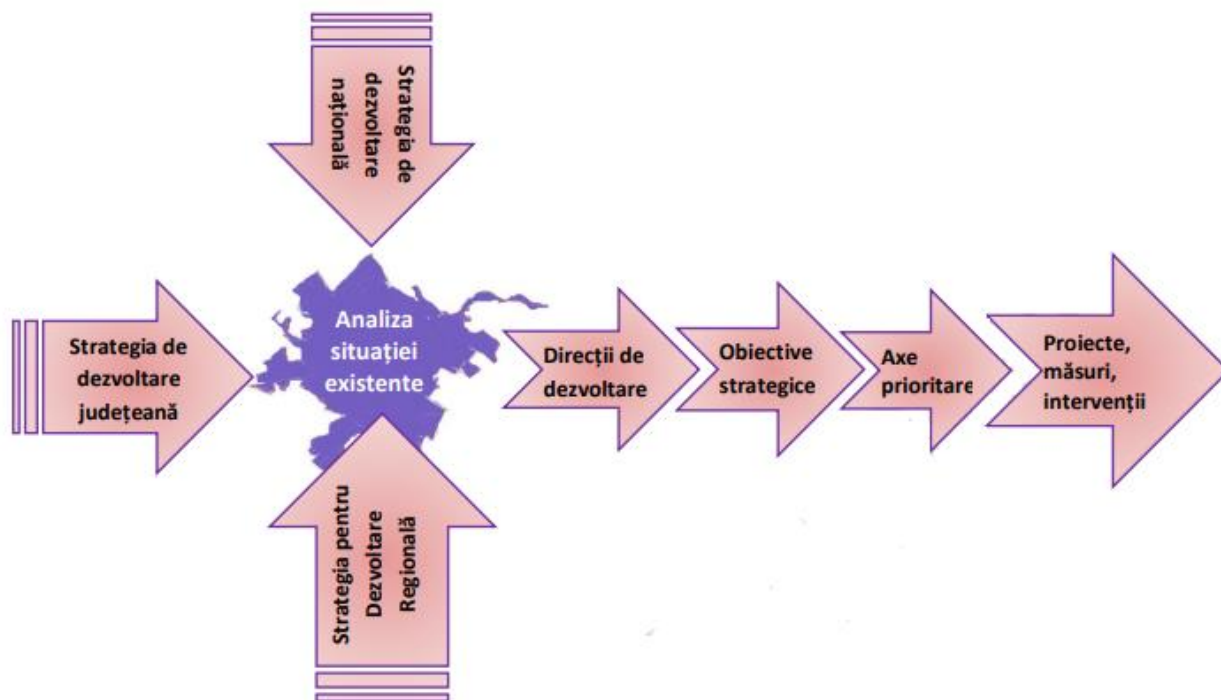 Strategia de
dezvoltare
națională
Strategia de
dezvoltare
județeană
Analiza
situației
existente
Direcții de
dezvoltare
Obiective
strategice
Axe
prioritare
Proiecte,
măsuri,
intervenții
Strategia pentru
Dezvoltare
Regională